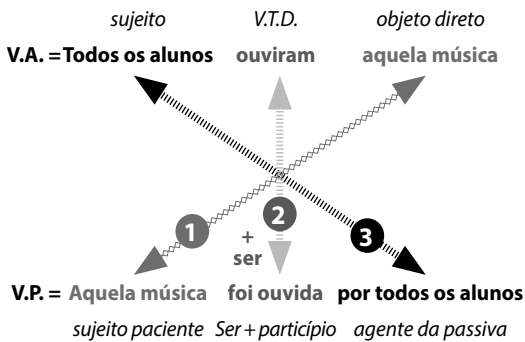 sujeito V.T.D. objeto direto
V.A. = Todos os alunos ouviram aquela música
1 2 3
+
ser
V.P. = Aquela música foi ouvida por todos os alunos
sujeito paciente Ser + particípio agente da passiva